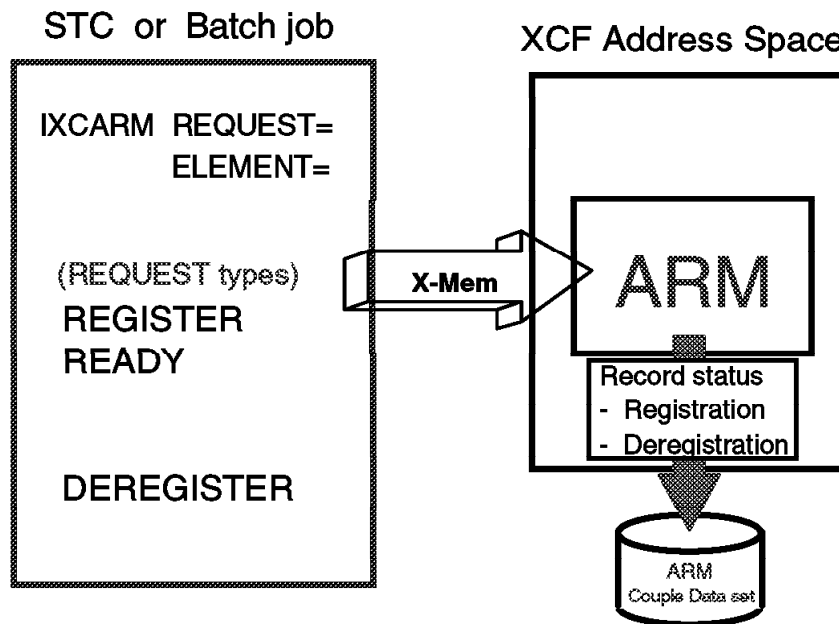 STC or Batch job
IXCARM REQUEST=
ELEMENT=
(REQUEST types)
REGISTER
READY
DEREGISTER
X-Mem
XCF Address Space
ARM
Record status
- Registration
- Deregistration
ARM
Couple Data set